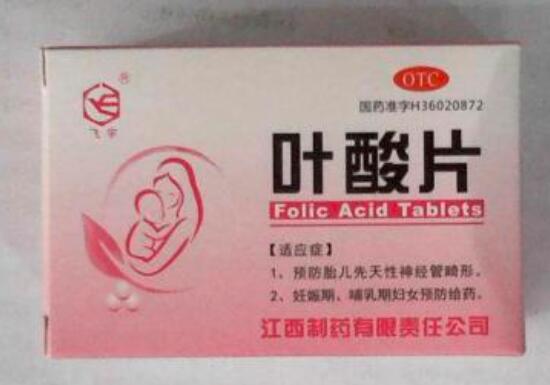 ®
飞宇
OTC
国药准字H36020872
叶酸片
Folic Acid Tablets
【适应症】
1、预防胎儿先天性神经管畸形。
2、妊娠期、哺乳期妇女预防给药。
江西制药有限责任公司